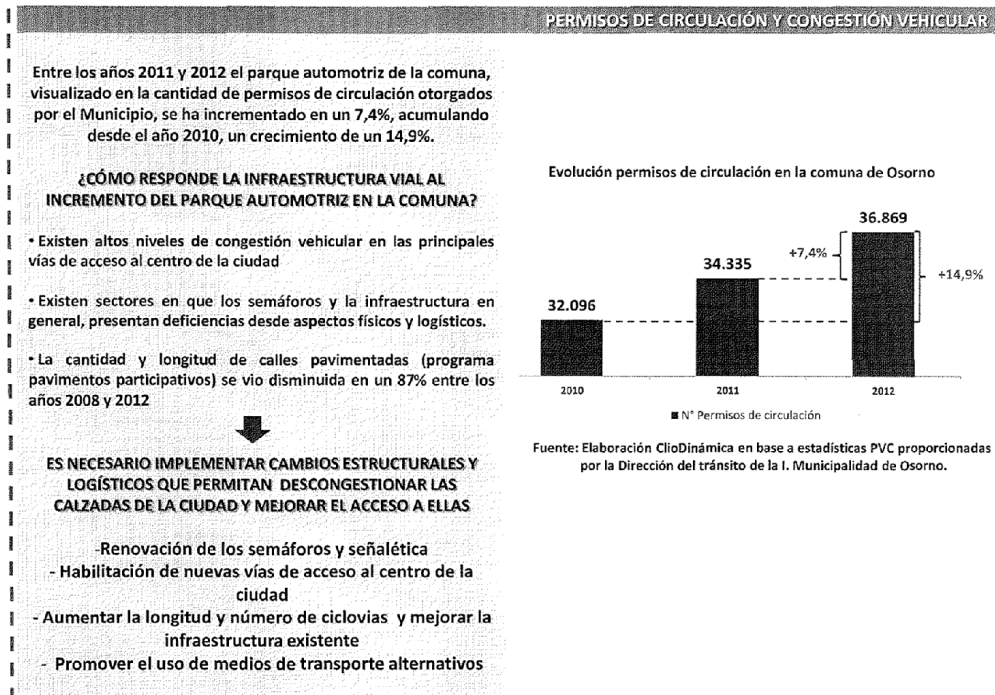 PERMISOS DE CIRCULACIÓN Y CONGESTIÓN VEHICULAR
Entre los años 2011 y 2012 el parque automotriz de la comuna,
visualizado en la cantidad de permisos de circulación otorgados
por el Municipio, se ha incrementado en un 7,4%, acumulando
desde el año 2010, un crecimiento de un 14,9%.
¿CÓMO RESPONDE LA INFRAESTRUCTURA VIAL AL
INCREMENTO DEL PARQUE AUTOMOTRIZ EN LA COMUNA?
• Existen altos niveles de congestión vehicular en las principales
vías de acceso al centro de la ciudad
• Existen sectores en que los semáforos y la infraestructura en
general, presentan deficiencias desde aspectos físicos y logísticos.
• La cantidad y longitud de calles pavimentadas (programa
pavimentos participativos) se vio disminuida en un 87% entre los
años 2008 y 2012
ES NECESARIO IMPLEMENTAR CAMBIOS ESTRUCTURALES Y
LOGÍSTICOS QUE PERMITAN DESCONGESTIONAR LAS
CALZADAS DE LA CIUDAD Y MEJORAR EL ACCESO A ELLAS
-Renovación de los semáforos y señalética
- Habilitación de nuevas vías de acceso al centro de la
ciudad
- Aumentar la longitud y número de ciclovias y mejorar la
infraestructura existente
- Promover el uso de medios de transporte alternativos
Evolución permisos de circulación en la comuna de Osorno
36.869
+7,4%
34.335
+14,9%
32.096
2010 2011 2012
N° Permisos de circulación
Fuente: Elaboración ClioDinámica en base a estadísticas PVC proporcionadas
por la Dirección del tránsito de la I. Municipalidad de Osorno.